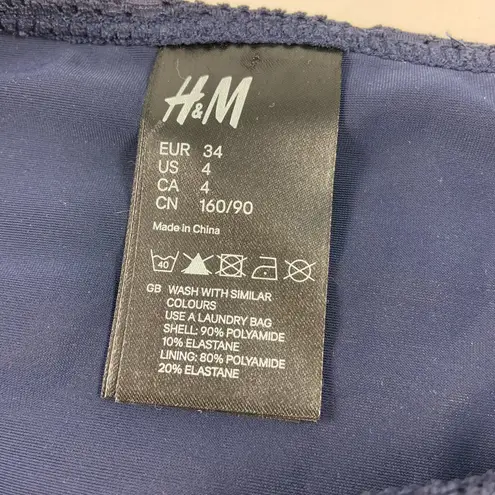 H&M
EUR 34
US 4
CA 4
CN 160/90
Made in China
40
GB WASH WITH SIMILAR
COLOURS
USE A LAUNDRY BAG
SHELL: 90% POLYAMIDE
10% ELASTANE
LINING: 80% POLYAMIDE
20% ELASTANE